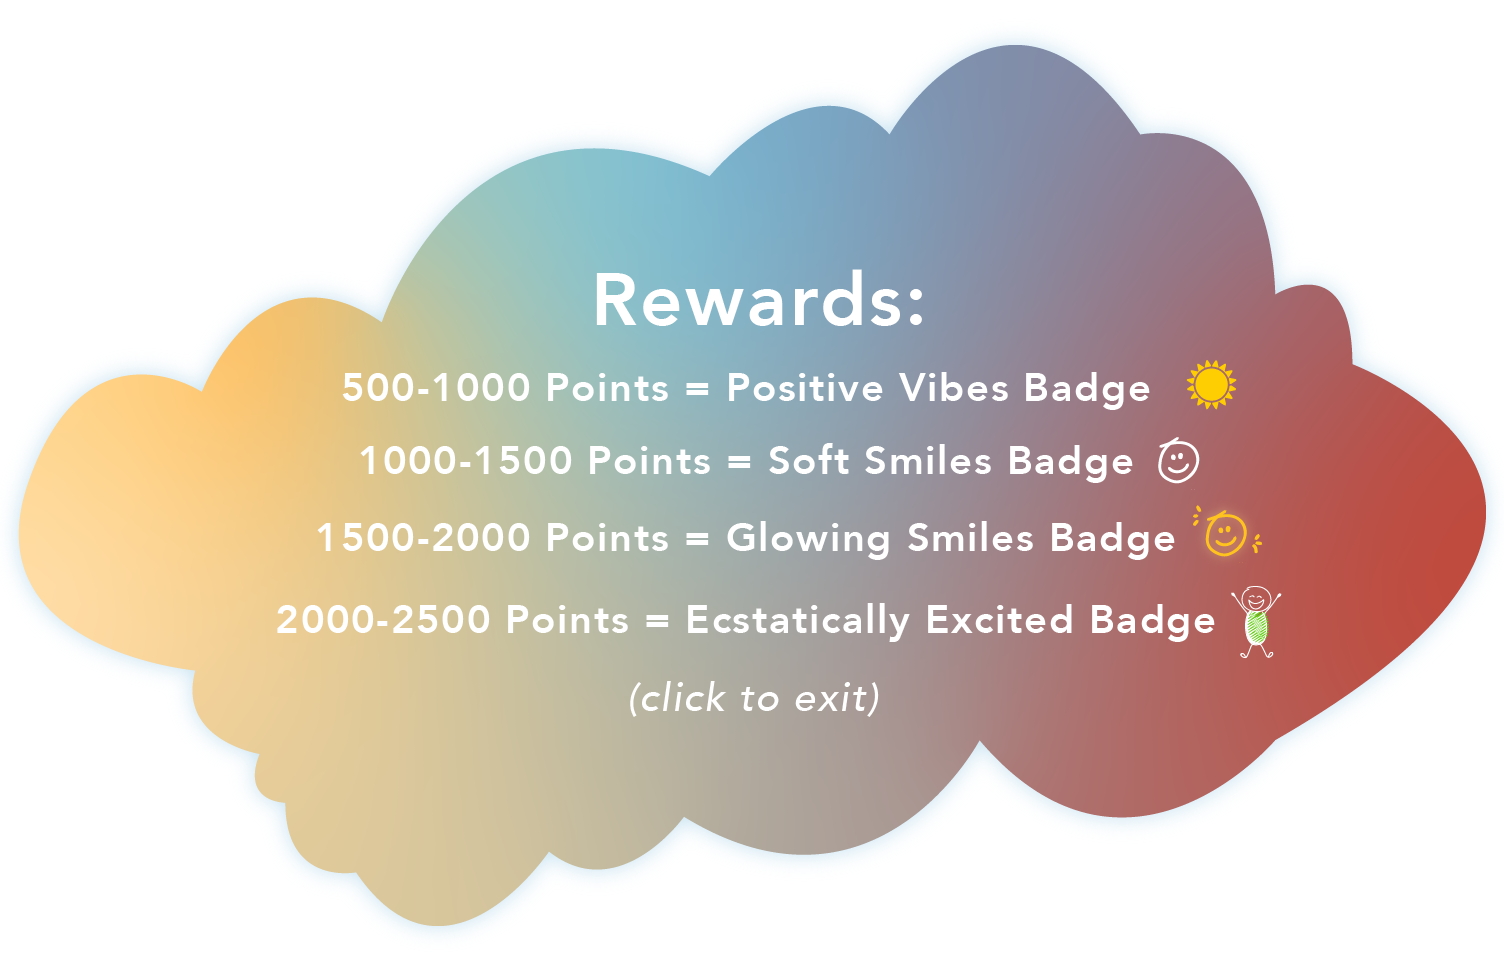 Rewards:
500-1000 Points = Positive Vibes Badge
1000-1500 Points = Soft Smiles Badge
1500-2000 Points = Glowing Smiles Badge
2000-2500 Points = Ecstatically Excited Badge
(click to exit)